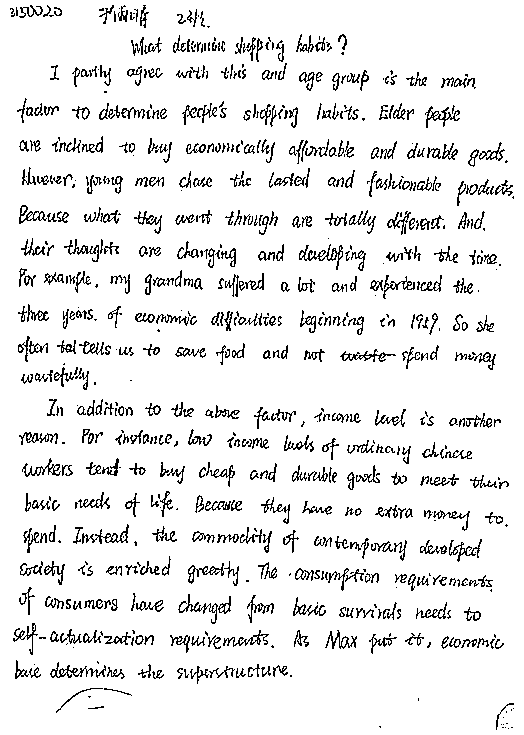 3150020
What determine shopping habits?
I partly agree with this and age group is the main
factor to determine people's shopping habits. Elder people
are inclined to buy economically affordable and durable goods.
However, young men chase the lasted and fashionable products.
Because what they went through are totally different. And.
their thoughts are changing and developing with the time.
For example, my grandma suffered a lot and experienced the
three years. of economic difficulties beginning in 1959. So she
often tells us to save food and not waste spend money
wastefully.
In addition to the above factor, income level is another
reason. For instance, low income levels of ordinary chinese
workers tend to buy cheap and durable goods to meet their
basic needs of life. Because they have no extra money to.
spend. Instead, the commodity of contemporary developed
society is enriched greetly. The consumption requirements
of consumers have changed from basic survivals needs to
self-actualization requirements. As Max put it, economic
base determines the superstructure.